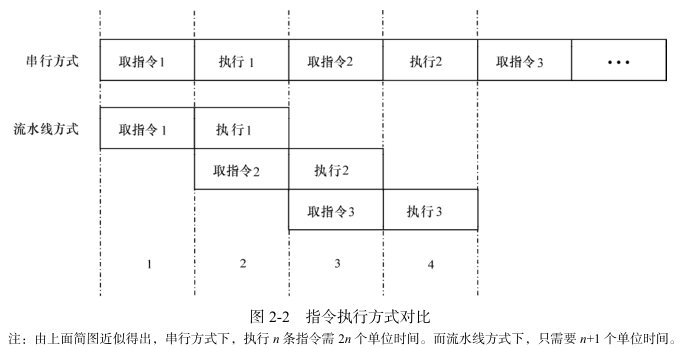 串行方式 取指令1 执行1 取指令2 执行2 取指令3 •••
流水线方式 取指令1 执行1
取指令2 执行2
取指令3 执行3
1 2 3 4
图 2-2 指令执行方式对比
注：由上面简图近似得出，串行方式下，执行 n 条指令需 2n 个单位时间。而流水线方式下，只需要 n+1 个单位时间。